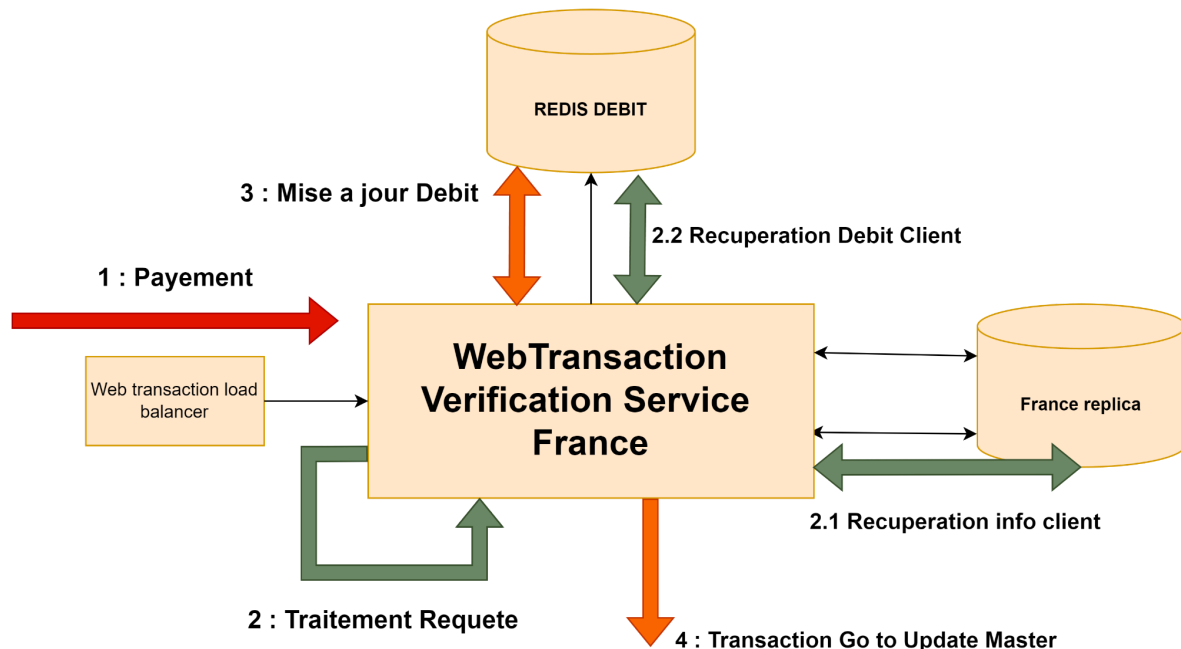 REDIS DEBIT
3 : Mise a jour Debit
2.2 Recuperation Debit Client
1 : Payement
WebTransaction
Verification Service
France
Web transaction load
balancer
France replica
2.1 Recuperation info client
2 : Traitement Requete
4 : Transaction Go to Update Master